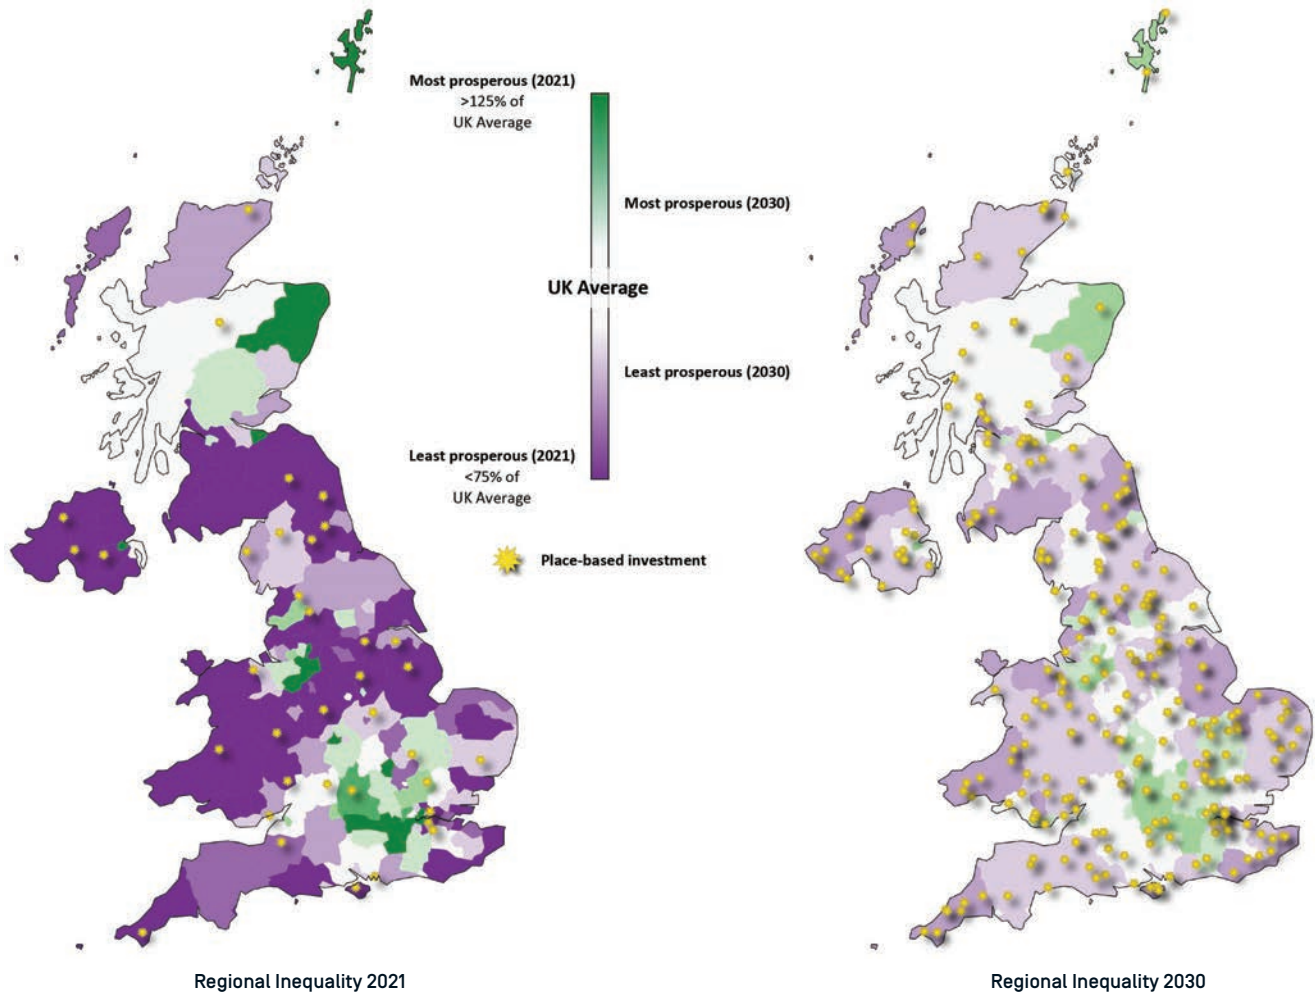 Most prosperous (2021)
>125% of
UK Average
Most prosperous (2030)
UK Average
Least prosperous (2030)
Least prosperous (2021)
<75% of
UK Average
Place-based investment
Regional Inequality 2021
Regional Inequality 2030